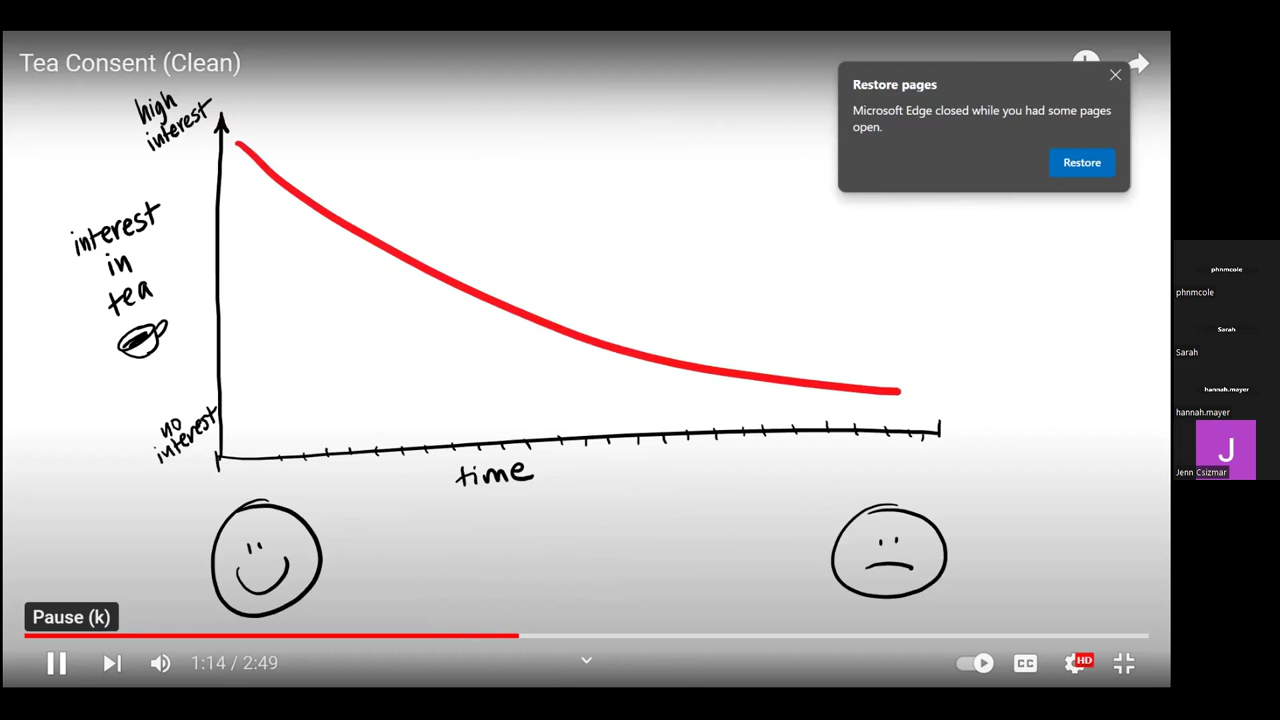 Tea Consent (Clean)
high
interest
Restore pages
Microsoft Edge closed while you had some pages
open.
Restore
interest
in
tea
no
interest
time
phnmcole
phnmcole
Sarah
Sarah
hannah.mayer
hannah.mayer
J
Jenn Csizmar
Pause (k)
1:14 / 2:49
CC
HD